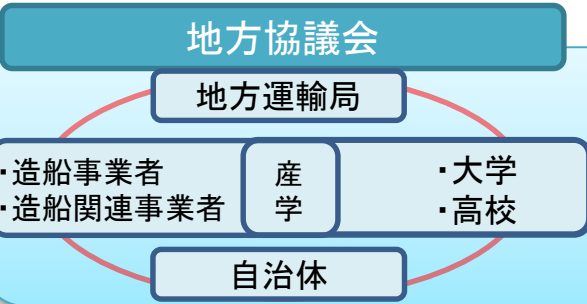 地方協議会
地方運輸局
・造船事業者
・造船関連事業者
産
学
・大学
・高校
自治体